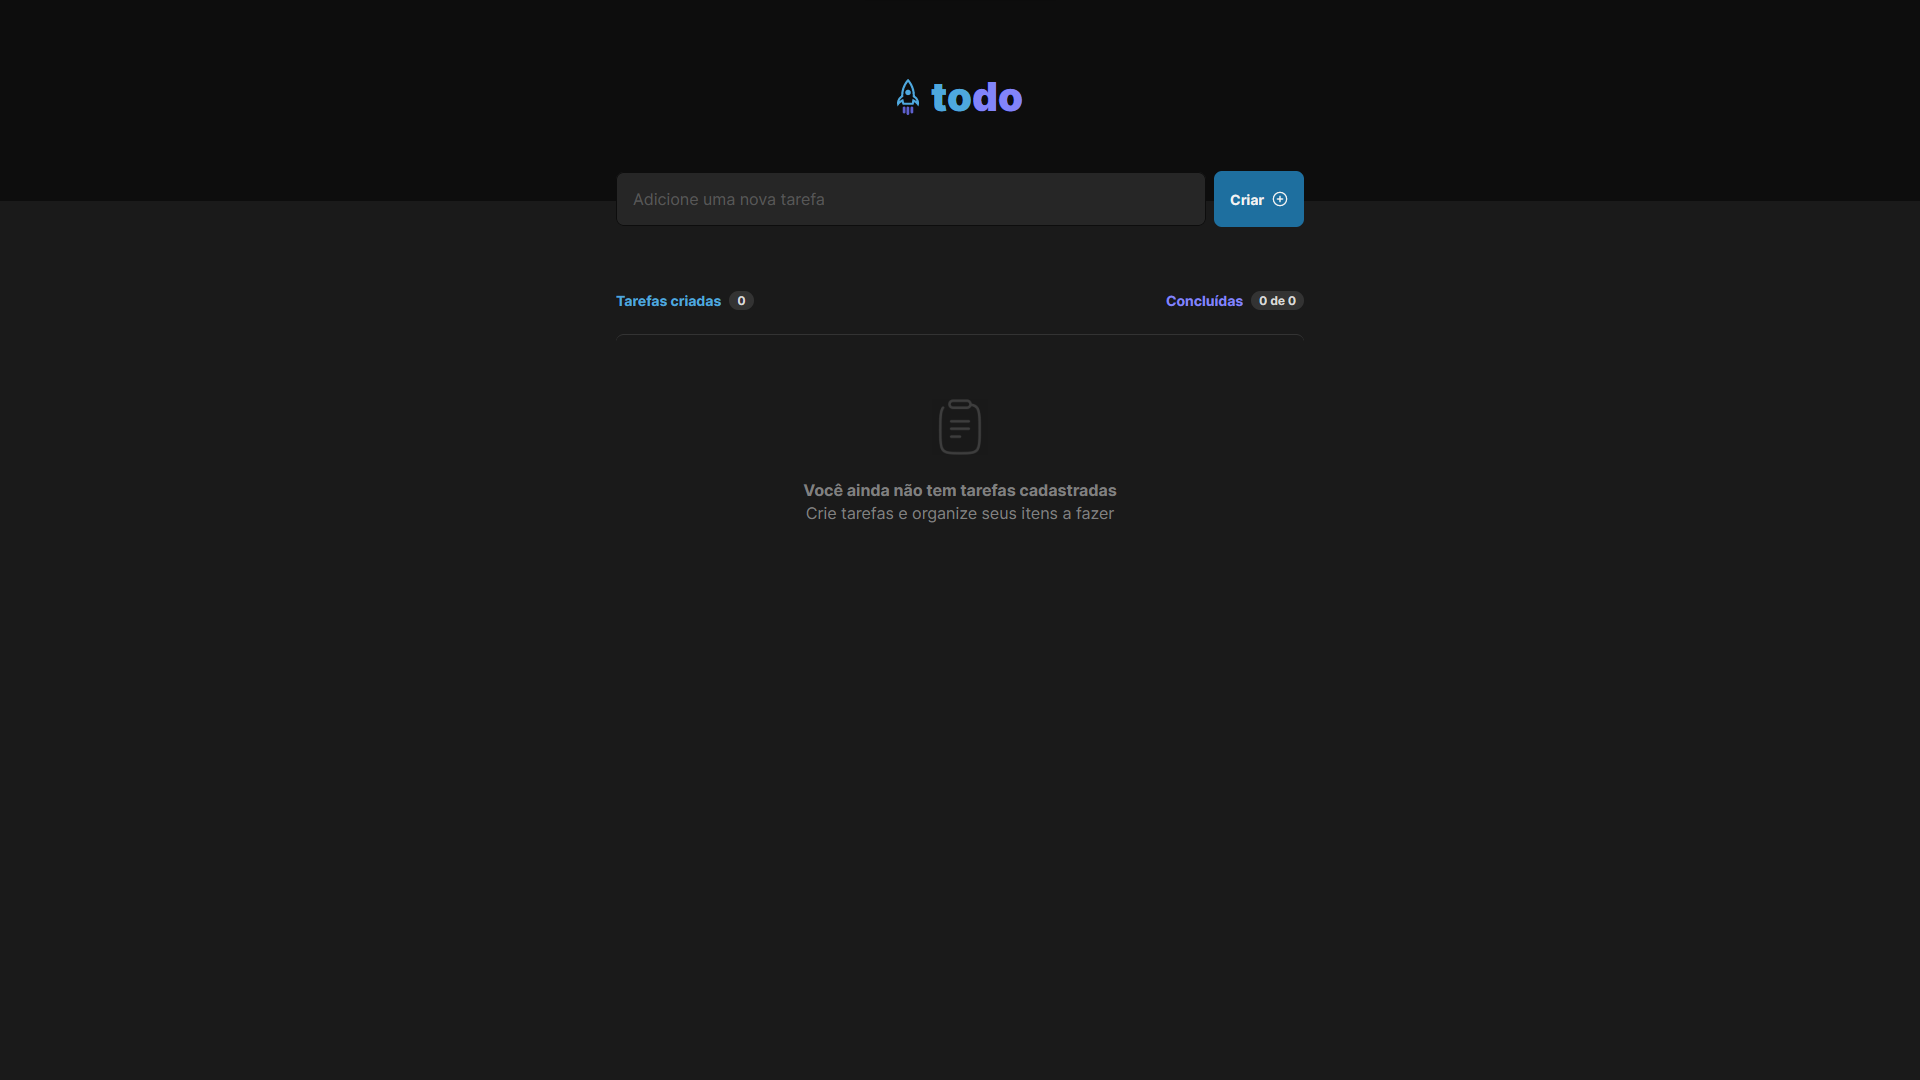 todo
Adicione uma nova tarefa
Criar
Tarefas criadas 0
Concluídas 0 de 0
Você ainda não tem tarefas cadastradas
Crie tarefas e organize seus itens a fazer